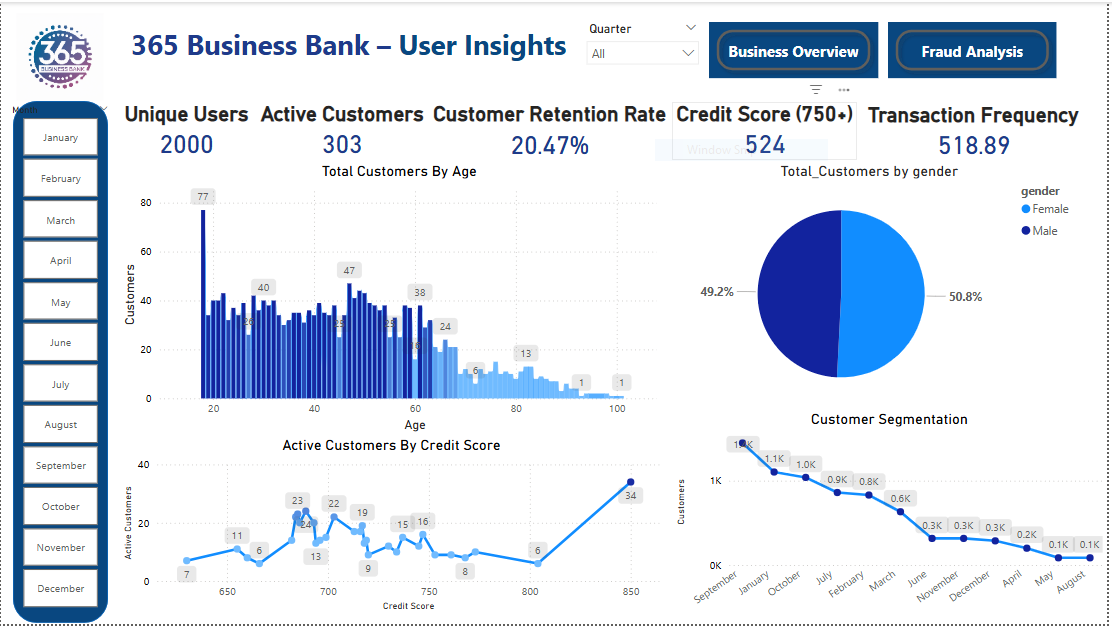 365
BUSINESS BANK
365 Business Bank – User Insights
Quarter
All
Business Overview
Fraud Analysis
Month
January
February
March
April
May
June
July
August
September
October
November
December
Unique Users
2000
Active Customers
303
Customer Retention Rate
20.47%
Credit Score (750+)
524
Transaction Frequency
518.89
Total Customers By Age
Customers
80
60
40
20
0
77
40
26
25
47
25
38
16
24
6
13
1
1
20
40
60
80
100
Age
Total_Customers by gender
49.2%
50.8%
gender
Female
Male
Active Customers By Credit Score
Active Customers
40
20
0
7
11
6
23
24
13
22
19
9
15
16
8
6
34
650
700
750
800
850
Credit Score
Customer Segmentation
Customers
1K
0K
1.1K
1.0K
0.9K
0.8K
0.6K
0.3K
0.3K
0.3K
0.2K
0.1K
0.1K
September
January
October
July
February
March
June
November
December
April
May
August